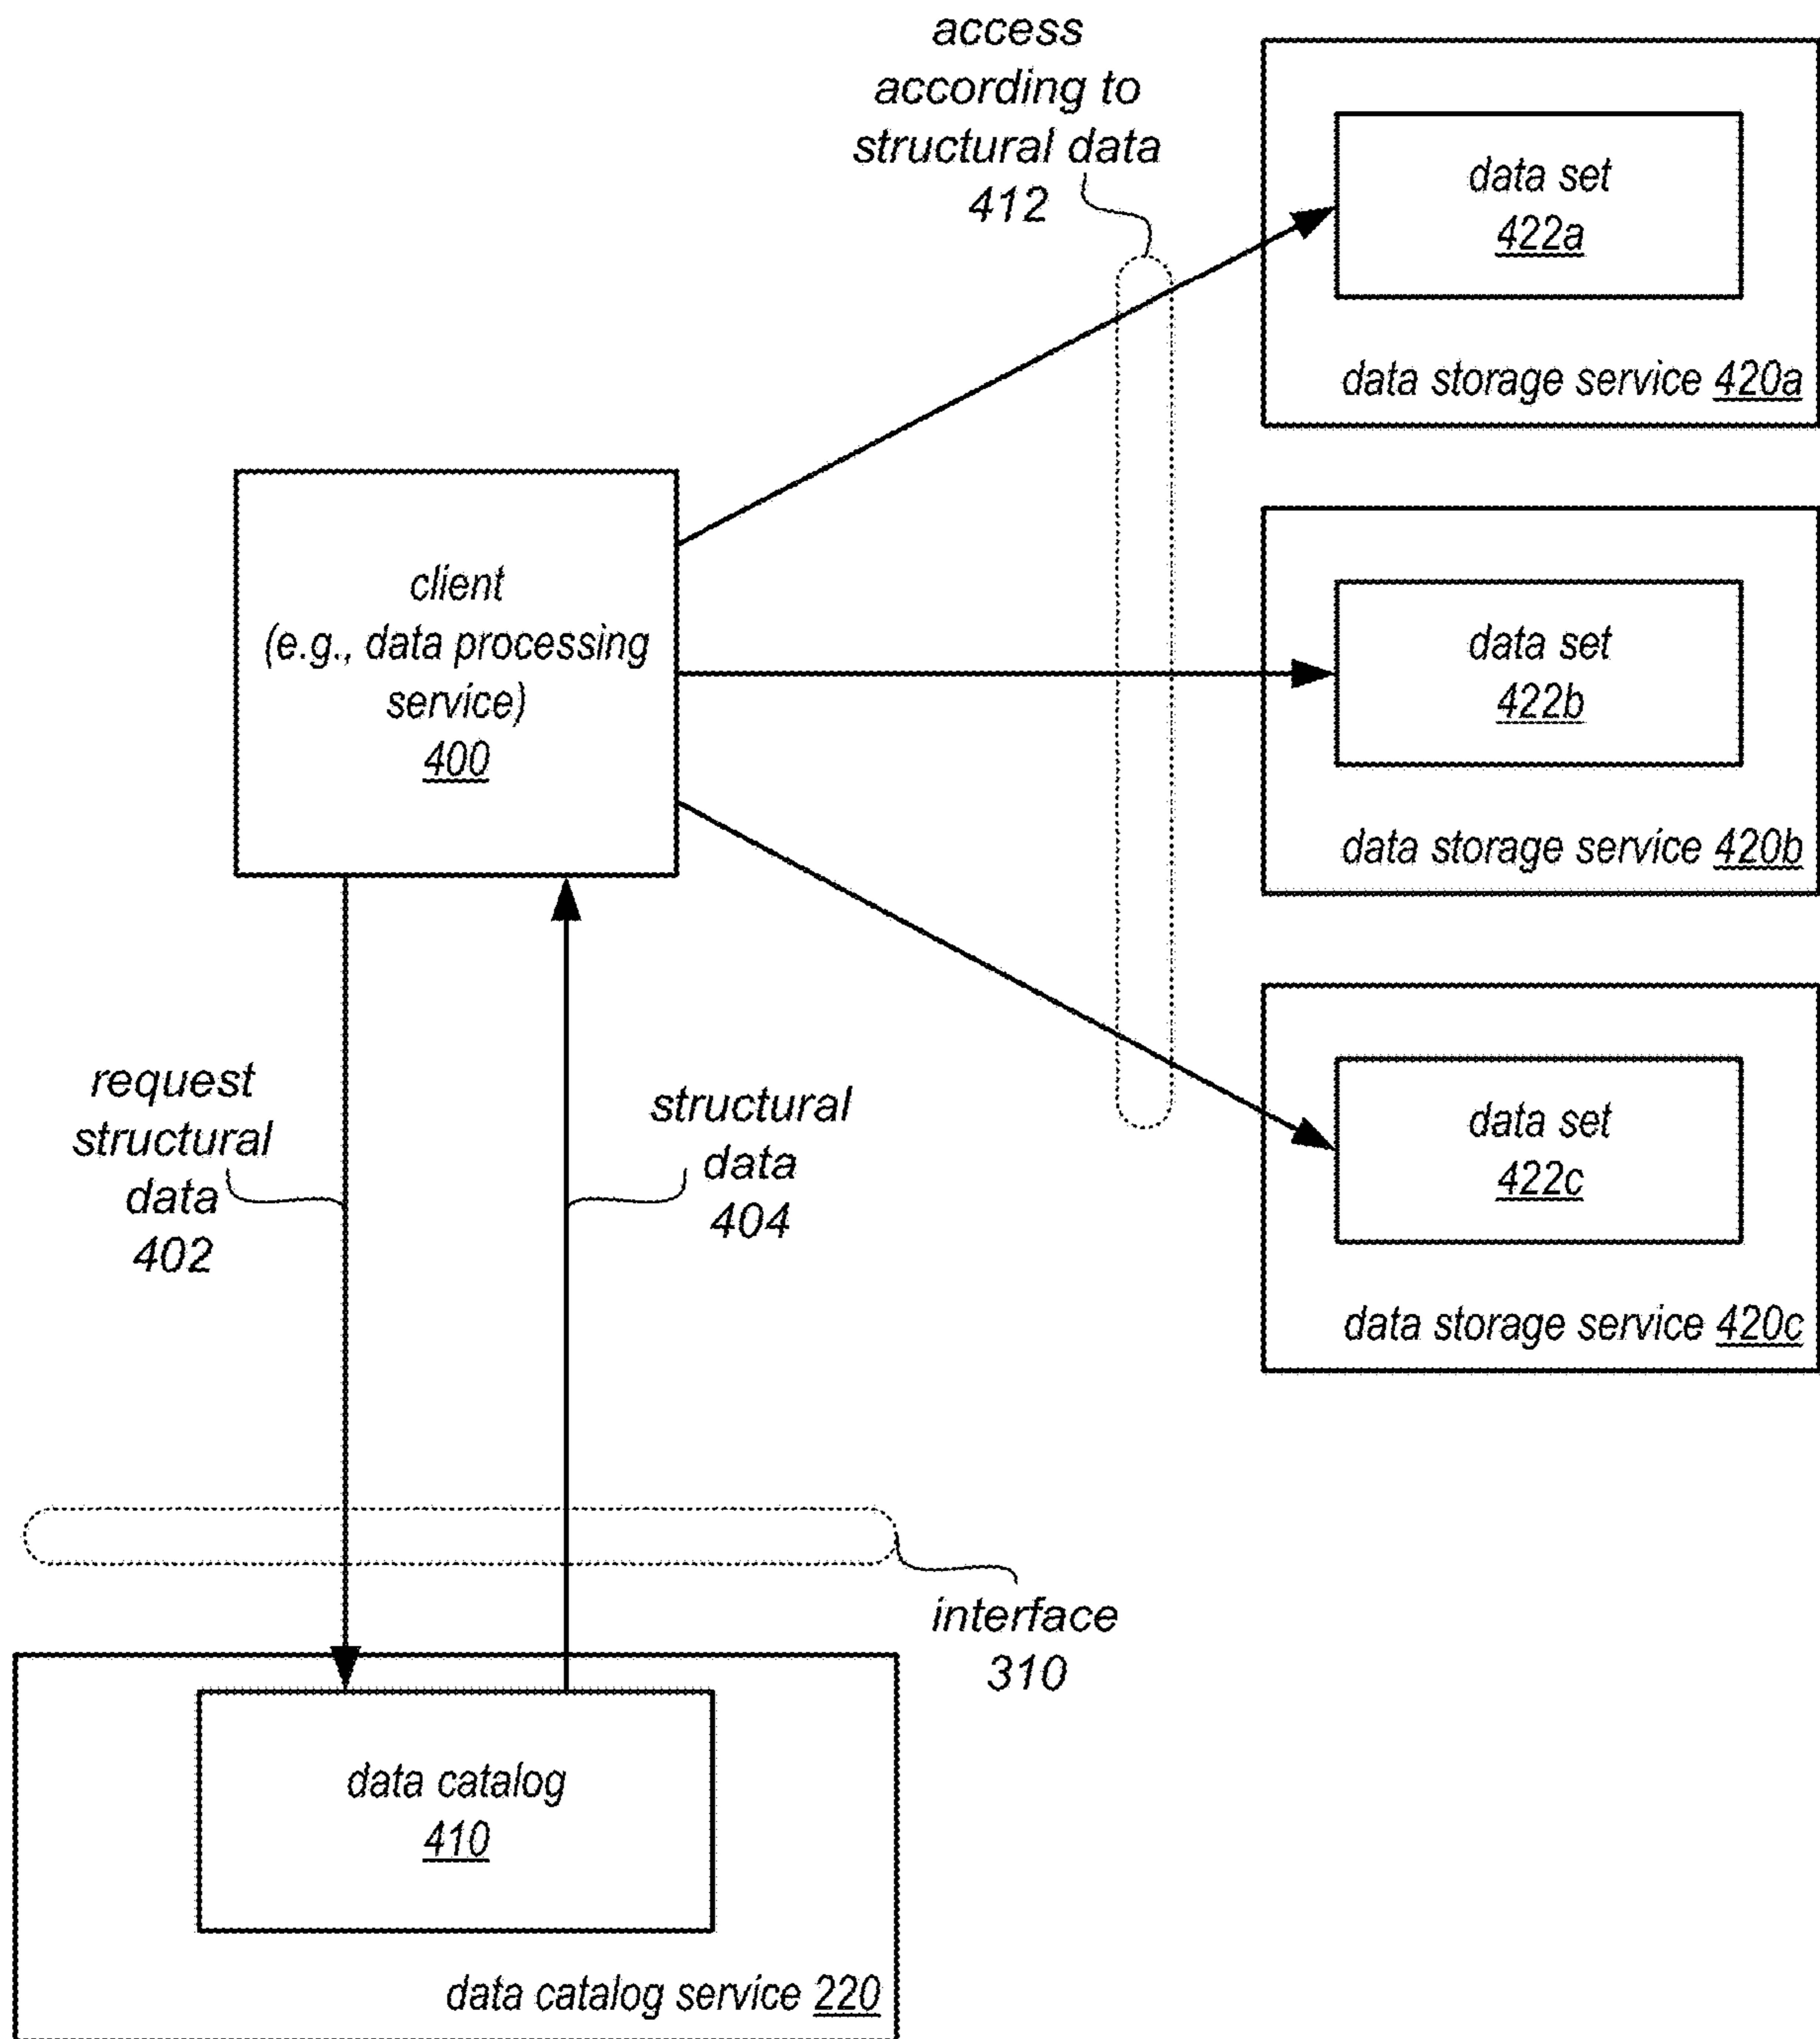 access
according to
structural data
412
data set
422a
data storage service 420a
client
(e.g., data processing
service)
400
data set
422b
data storage service 420b
request
structural
data
402
structural
data
404
data set
422c
data storage service 420c
interface
310
data catalog
410
data catalog service 220